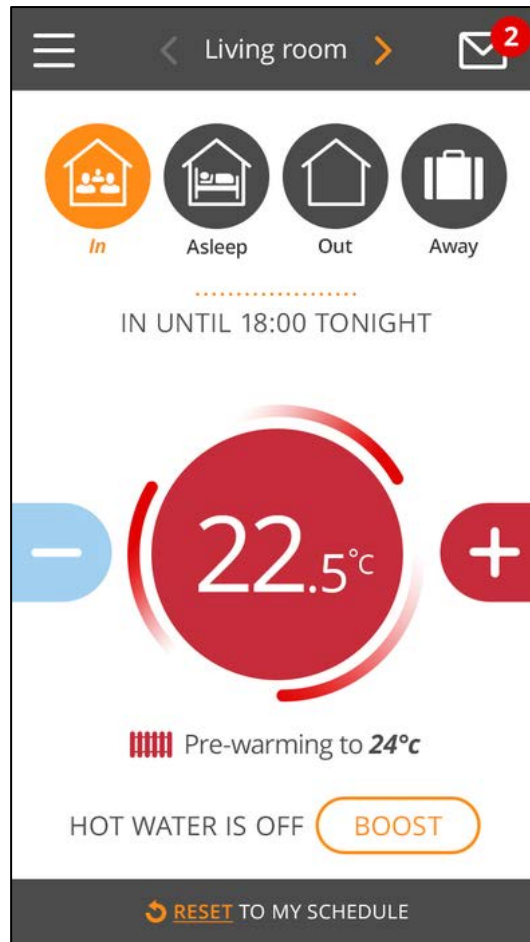 Living room
2
In Asleep Out Away
IN UNTIL 18:00 TONIGHT
22.5°C
Pre-warming to 24°c
HOT WATER IS OFF BOOST
RESET TO MY SCHEDULE